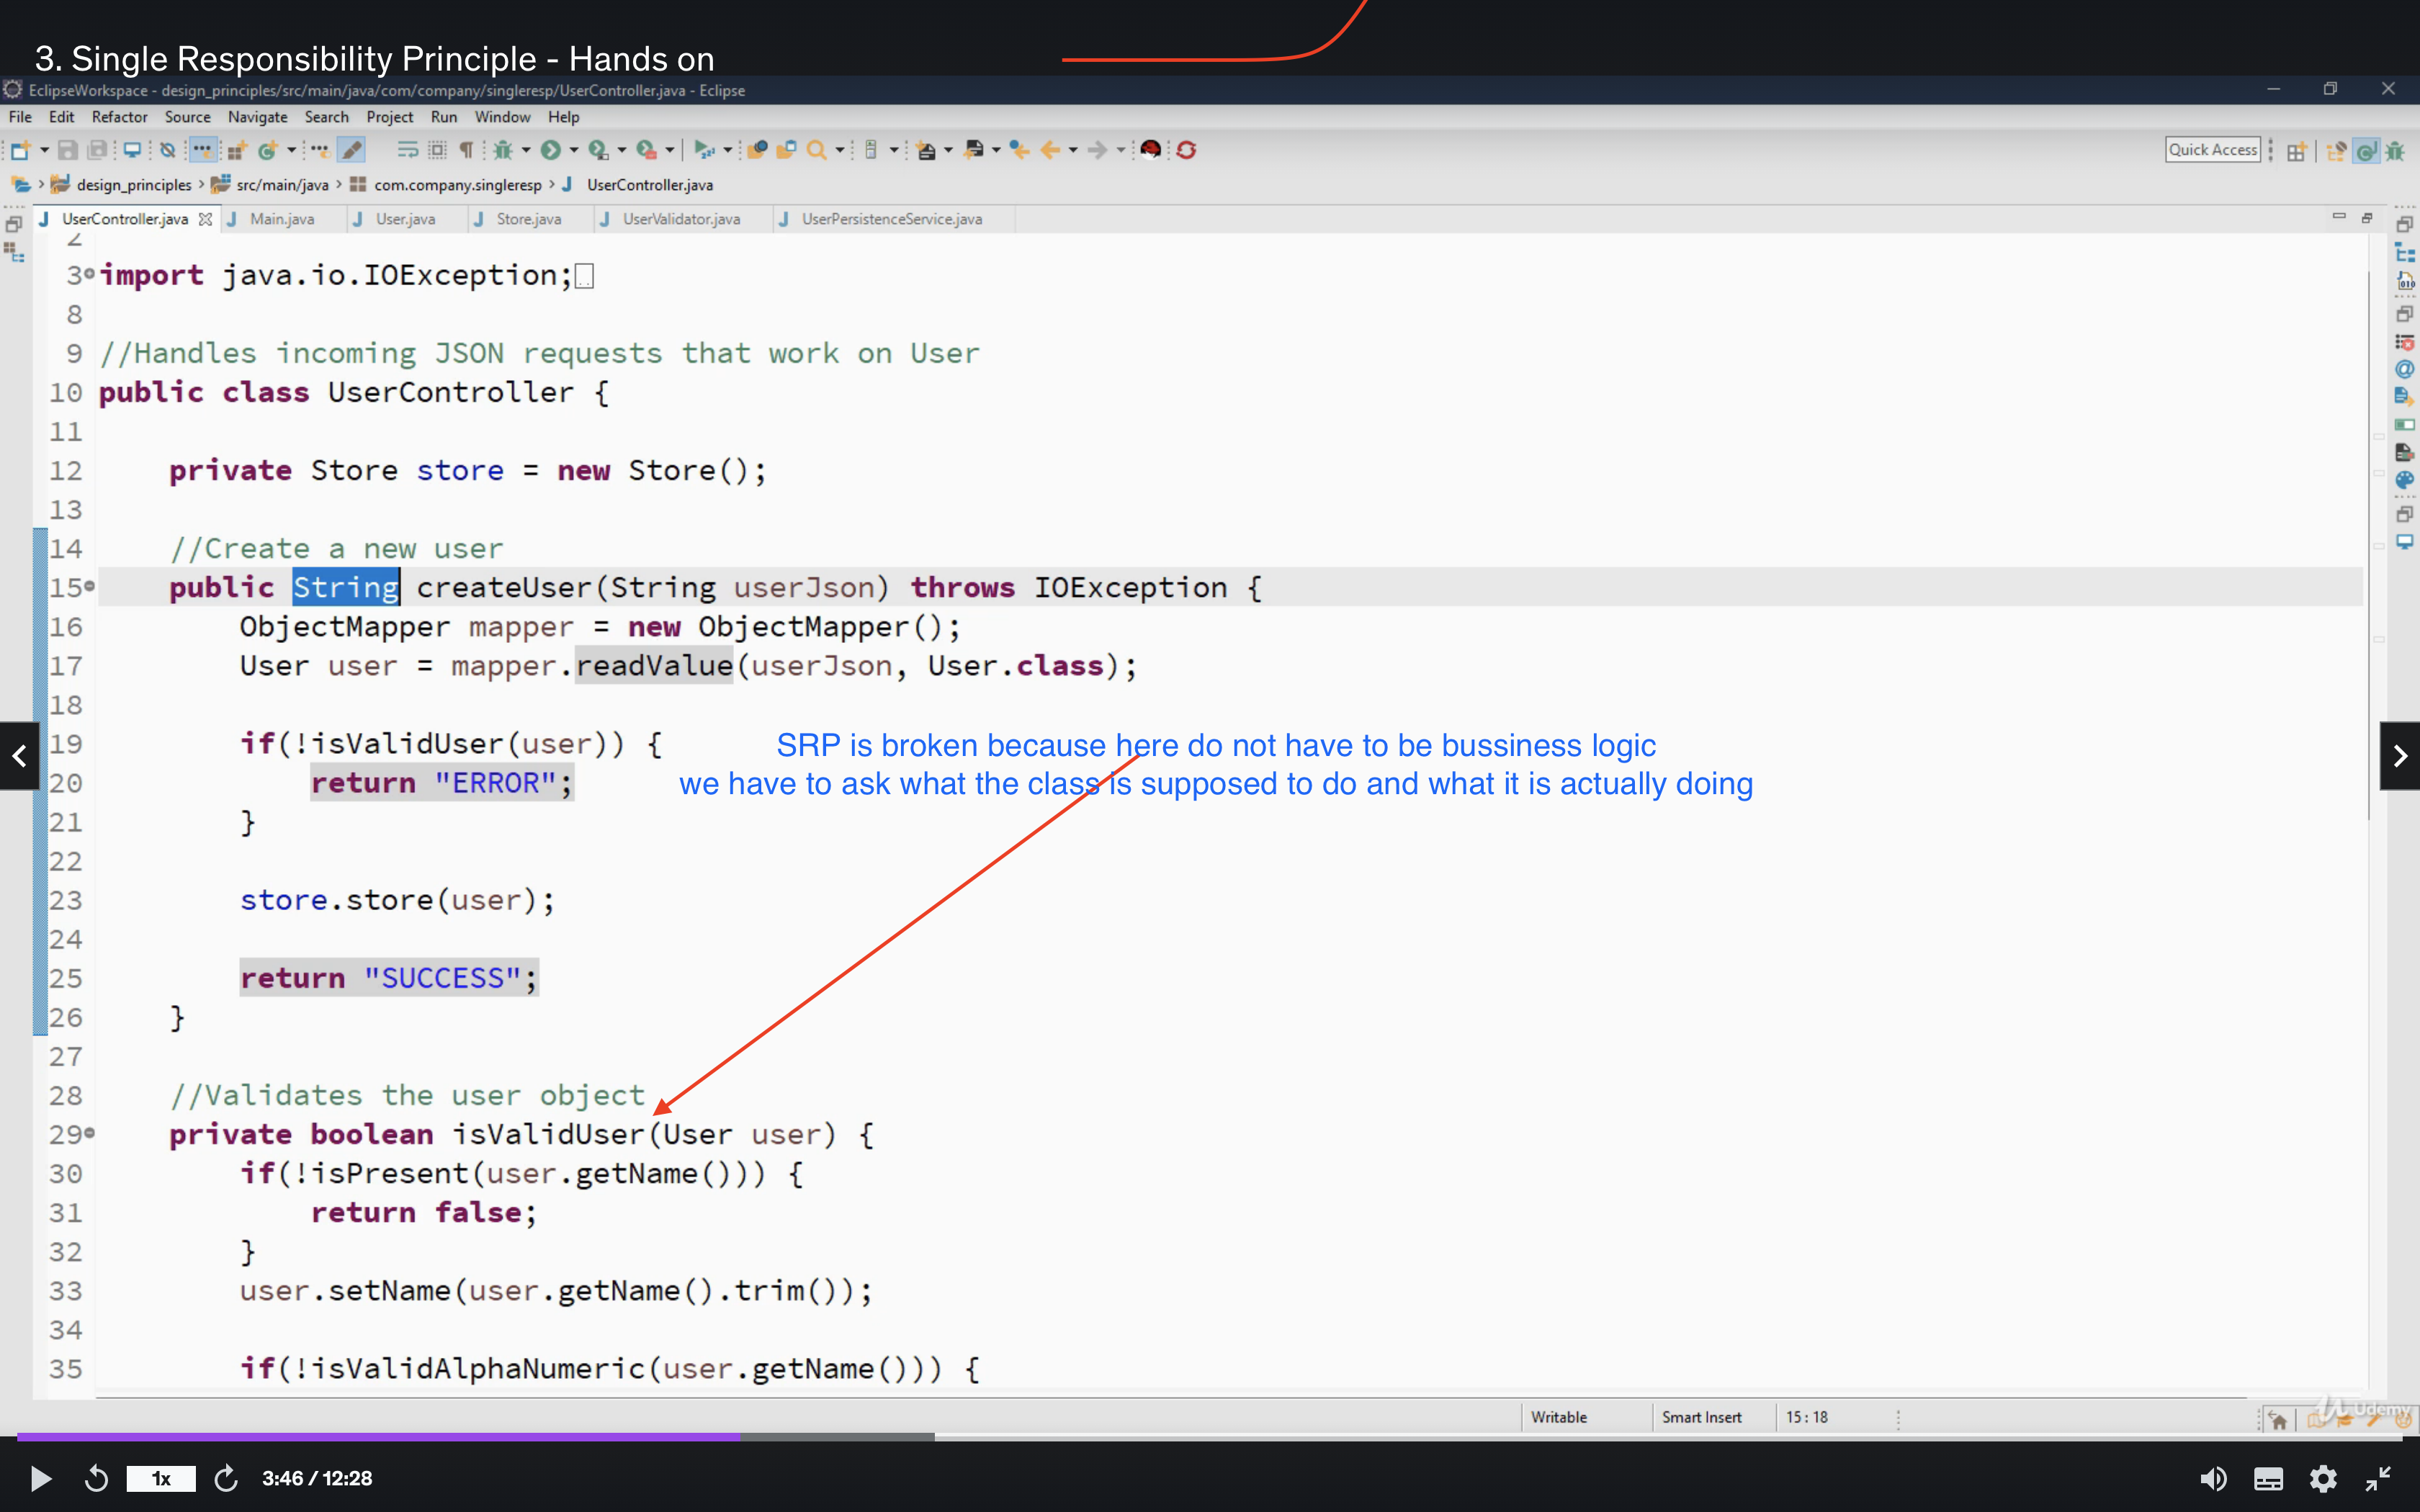 3. Single Responsibility Principle - Hands on
EclipseWorkspace - design_principles/src/main/java/com/company/singleresp/UserController.java - Eclipse
File Edit Refactor Source Navigate Search Project Run Window Help
Quick Access
design_principles > src/main/java > com.company.singleresp > UserController.java
UserController.java Main.java User.java Store.java UserValidator.java UserPersistenceService.java
2
3 import java.io.IOException;
8
9 //Handles incoming JSON requests that work on User
10 public class UserController {
11
12 private Store store = new Store();
13
14 //Create a new user
15 public String createUser(String userJson) throws IOException {
16 ObjectMapper mapper = new ObjectMapper();
17 User user = mapper.readValue(userJson, User.class);
18
19 if(!isValidUser(user)) {
SRP is broken because here do not have to be bussiness logic
20 return "ERROR";
we have to ask what the class is supposed to do and what it is actually doing
21 }
22
23 store.store(user);
24
25 return "SUCCESS";
26 }
27
28 //Validates the user object
29 private boolean isValidUser(User user) {
30 if(!isPresent(user.getName())) {
31 return false;
32 }
33 user.setName(user.getName().trim());
34
35 if(!isValidAlphaNumeric(user.getName())) {
Writable Smart Insert 15 : 18
Udemy
1x 3:46 / 12:28